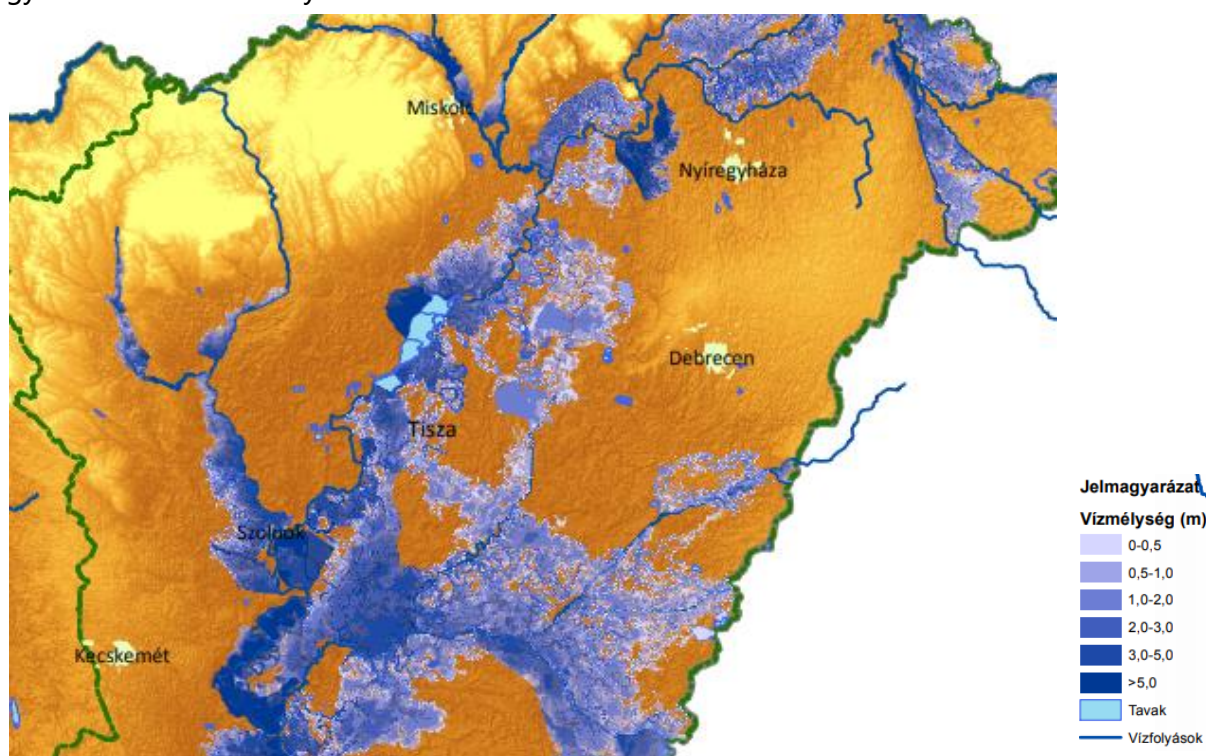 Miskolc
Nyíregyháza
Debrecen
Tisza
Szolnok
Kecskemét
Jelmagyarázat
Vízmélység (m)
0-0,5
0,5-1,0
1,0-2,0
2,0-3,0
3,0-5,0
>5,0
Tavak
Vízfolyások